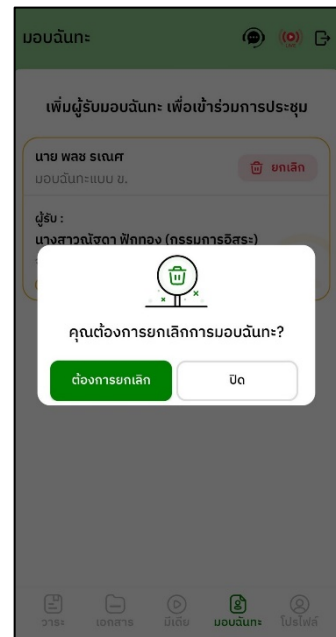 มอบฉันทะ
เพิ่มผู้รับมอบฉันทะ เพื่อเข้าร่วมการประชุม
นาย พลช ธเณศ
ยกเลิก
มอบฉันทะแบบ ข.
ผู้รับ :
นางสาวณัฐดา ฟักทอง (กรรมการอิสระ)
คุณต้องการยกเลิกการมอบฉันทะ?
ต้องการยกเลิก
ปิด
วาระ
เอกสาร
มีเดีย
มอบฉันทะ
โปรไฟล์